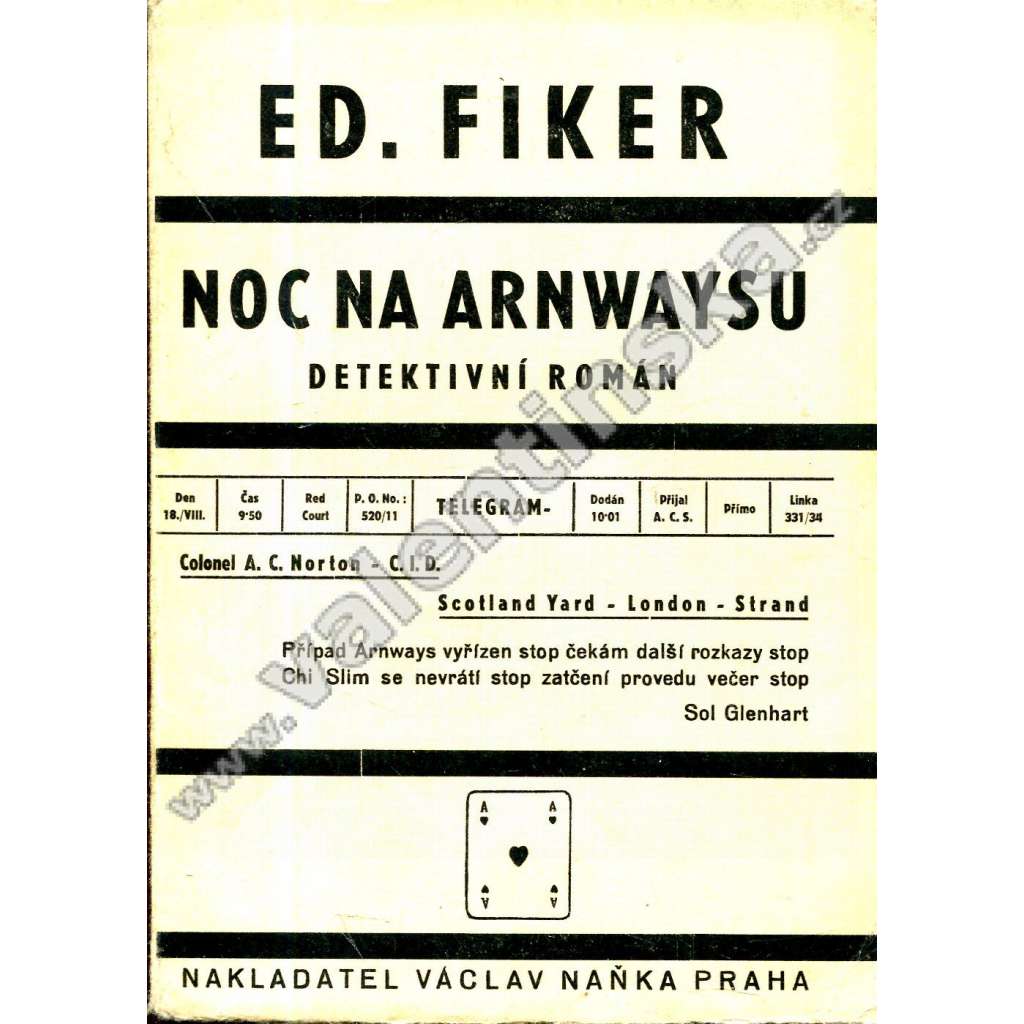 ED. FIKER
NOC NA ARNWAYSU
DETEKTIVNÍ ROMÁN
Den Čas Red P. O. No.: TELEGRAM- Dodán Přijal Přímo Linka
18./VIII. 9·50 Court 520/11 10·01 A. C. S. 331/34
Colonel A. C. Norton - C. I. D.
Scotland Yard - London - Strand
Případ Arnways vyřízen stop čekám další rozkazy stop
Chi Slim se nevrátí stop zatčení provedu večer stop
Sol Glenhart
A A
A A
NAKLADATEL VÁCLAV NAŇKA PRAHA
www.valentinska.cz